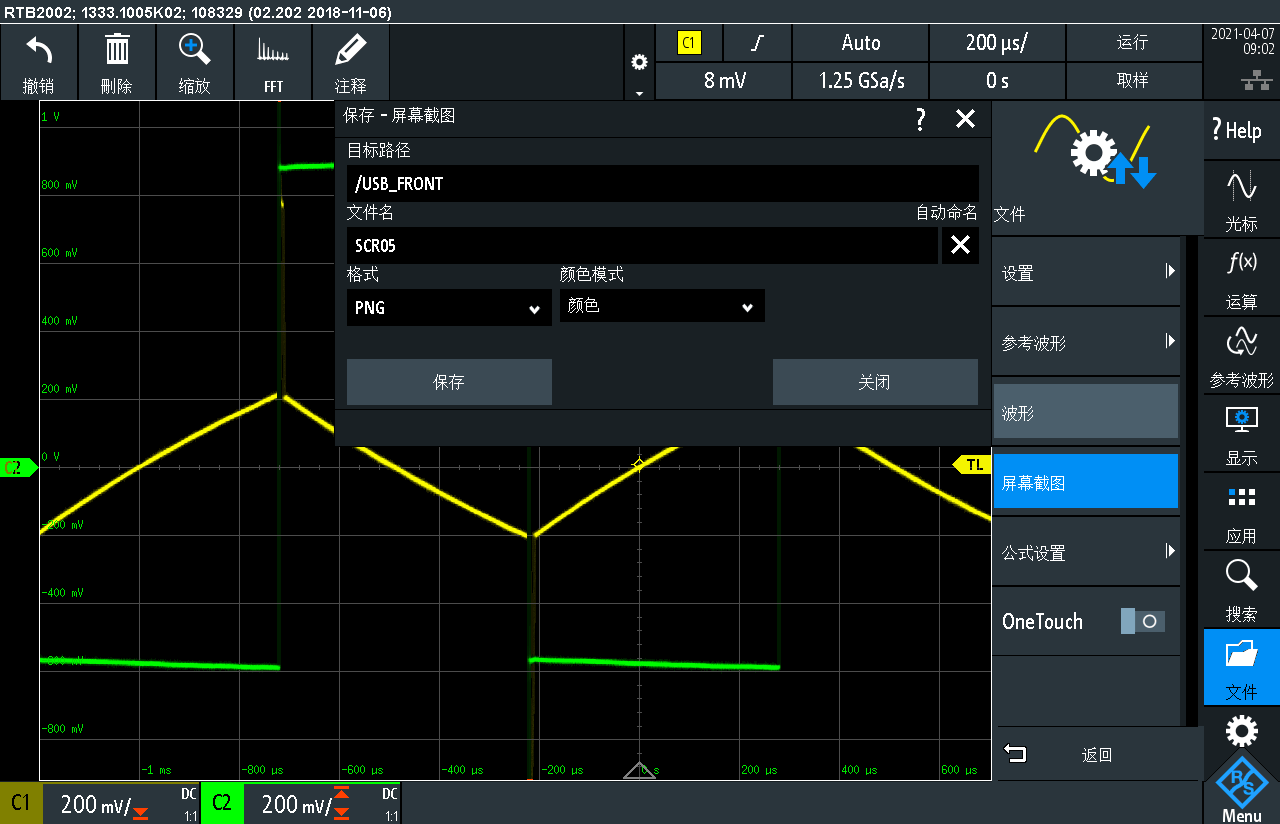 RTB2002; 1333.1005K02; 108329 (02.202 2018-11-06)
撤销
刪除
缩放
FFT
注释
C1
Auto
200 µs/
运行
8 mV
1.25 GSa/s
0 s
取样
2021-04-07
09:02
保存 - 屏幕截图
?
目标路径
/USB_FRONT
文件名
自动命名
SCR05
格式
颜色模式
PNG
颜色
保存
关闭
文件
设置
参考波形
波形
屏幕截图
公式设置
OneTouch
返回
? Help
光标
f(x)
运算
参考波形
显示
应用
搜索
文件
R&S
Menu
1 V
800 mV
600 mV
400 mV
200 mV
0 V
-200 mV
-400 mV
-600 mV
-800 mV
C2
TL
-1 ms
-800 µs
-600 µs
-400 µs
-200 µs
0 s
200 µs
400 µs
600 µs
C1
200 mV/
DC
1:1
C2
200 mV/
DC
1:1